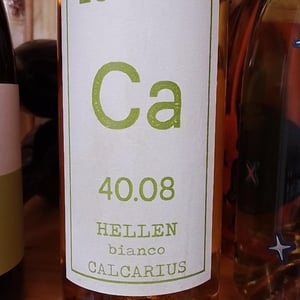 Ca
40.08
HELLEN
bianco
CALCARIUS